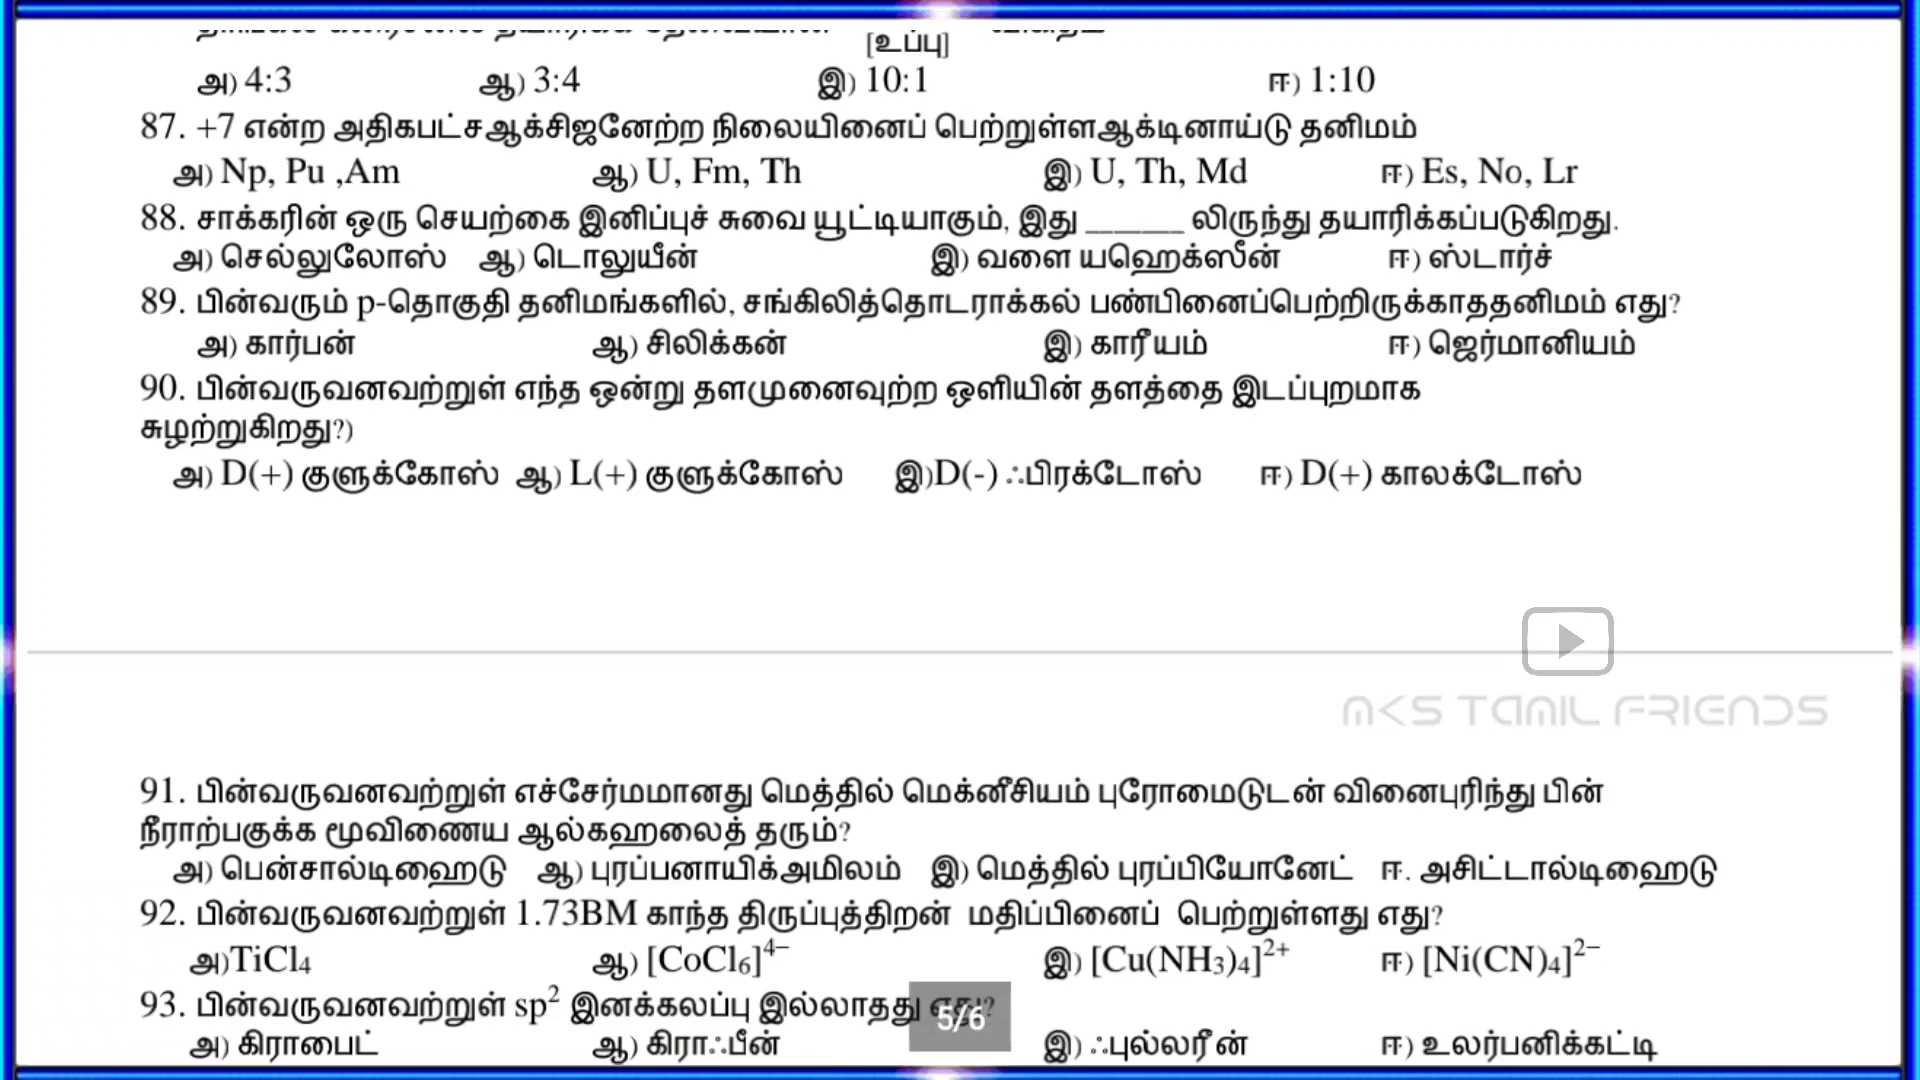 [உப்பு]
அ) 4:3 ஆ) 3:4 இ) 10:1 ஈ) 1:10
87. +7 என்ற அதிகபட்சஆக்சிஜனேற்ற நிலையினைப் பெற்றுள்ளஆக்டினாய்டு தனிமம்
அ) Np, Pu ,Am ஆ) U, Fm, Th இ) U, Th, Md ஈ) Es, No, Lr
88. சாக்கரின் ஒரு செயற்கை இனிப்புச் சுவை யூட்டியாகும், இது ______ லிருந்து தயாரிக்கப்படுகிறது.
அ) செல்லுலோஸ் ஆ) டொலுயீன் இ) வளை யஹெக்ஸீன் ஈ) ஸ்டார்ச்
89. பின்வரும் p-தொகுதி தனிமங்களில், சங்கிலித்தொடராக்கல் பண்பினைப்பெற்றிருக்காததனிமம் எது?
அ) கார்பன் ஆ) சிலிக்கன் இ) காரீயம் ஈ) ஜெர்மானியம்
90. பின்வருவனவற்றுள் எந்த ஒன்று தளமுனைவுற்ற ஒளியின் தளத்தை இடப்புறமாக
சுழற்றுகிறது?)
அ) D(+) குளுக்கோஸ் ஆ) L(+) குளுக்கோஸ் இ)D(-) ஃபிரக்டோஸ் ஈ) D(+) காலக்டோஸ்
MKS TAMIL FRIENDS
91. பின்வருவனவற்றுள் எச்சேர்மமானது மெத்தில் மெக்னீசியம் புரோமைடுடன் வினைபுரிந்து பின்
நீராற்பகுக்க மூவிணைய ஆல்கஹலைத் தரும்?
அ) பென்சால்டிஹைடு ஆ) புரப்பனாயிக்அமிலம் இ) மெத்தில் புரப்பியோனேட் ஈ. அசிட்டால்டிஹைடு
92. பின்வருவனவற்றுள் 1.73BM காந்த திருப்புத்திறன் மதிப்பினைப் பெற்றுள்ளது எது?
அ)TiCl₄ ஆ) [CoCl₆]⁴⁻ இ) [Cu(NH₃)₄]²⁺ ஈ) [Ni(CN)₄]²⁻
93. பின்வருவனவற்றுள் sp² இனக்கலப்பு இல்லாதது எது?
5/6
அ) கிராபைட் ஆ) கிராஃபீன் இ) ஃபுல்லரீன் ஈ) உலர்பனிக்கட்டி